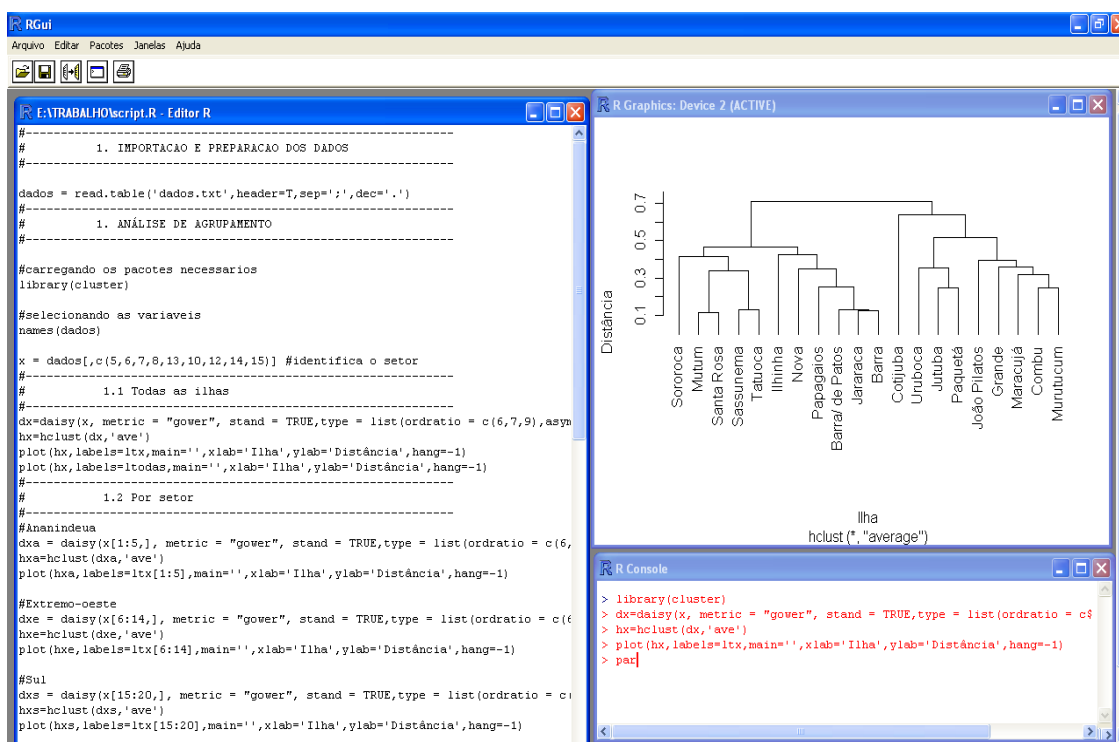 RGui
Arquivo Editar Pacotes Janelas Ajuda
E:\TRABALHO\script.R - Editor R
#--------------------------------------------------------------
# 1. IMPORTACAO E PREPARACAO DOS DADOS
#--------------------------------------------------------------
dados = read.table('dados.txt',header=T,sep=';',dec='.')
#--------------------------------------------------------------
# 1. ANÁLISE DE AGRUPAMENTO
#--------------------------------------------------------------
#carregando os pacotes necessarios
library(cluster)
#selecionando as variaveis
names(dados)
x = dados[,c(5,6,7,8,13,10,12,14,15)] #identifica o setor
#--------------------------------------------------------------
# 1.1 Todas as ilhas
#--------------------------------------------------------------
dx=daisy(x, metric = "gower", stand = TRUE,type = list(ordratio = c(6,7,9),asym
hx=hclust(dx,'ave')
plot(hx,labels=ltx,main='',xlab='Ilha',ylab='Distância',hang=-1)
plot(hx,labels=ltodas,main='',xlab='Ilha',ylab='Distância',hang=-1)
#--------------------------------------------------------------
# 1.2 Por setor
#--------------------------------------------------------------
#Ananindeua
dxa = daisy(x[1:5,], metric = "gower", stand = TRUE,type = list(ordratio = c(6,
hxa=hclust(dxa,'ave')
plot(hxa,labels=ltx[1:5],main='',xlab='Ilha',ylab='Distância',hang=-1)
#Extremo-oeste
dxe = daisy(x[6:14,], metric = "gower", stand = TRUE,type = list(ordratio = c(6
hxe=hclust(dxe,'ave')
plot(hxe,labels=ltx[6:14],main='',xlab='Ilha',ylab='Distância',hang=-1)
#Sul
dxs = daisy(x[15:20,], metric = "gower", stand = TRUE,type = list(ordratio = c(
hxs=hclust(dxs,'ave')
plot(hxs,labels=ltx[15:20],main='',xlab='Ilha',ylab='Distância',hang=-1)
R Graphics: Device 2 (ACTIVE)
Distância
0.1
0.3
0.5
0.7
Sororoca
Mutum
Santa Rosa
Sassunema
Tatuoca
Ilhinha
Nova
Papagaios
Barra/ de Patos
Jararaca
Barra
Cotijuba
Uruboca
Jutuba
Paquetá
João Pilatos
Grande
Maracujá
Combu
Murutucum
Ilha
hclust (*, "average")
R Console
> library(cluster)
> dx=daisy(x, metric = "gower", stand = TRUE,type = list(ordratio = c$
> hx=hclust(dx,'ave')
> plot(hx,labels=ltx,main='',xlab='Ilha',ylab='Distância',hang=-1)
> par